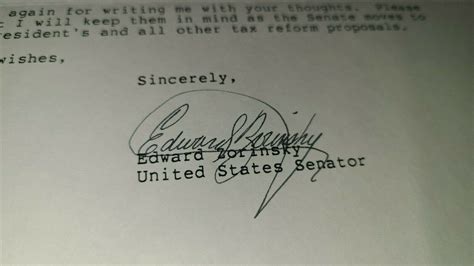 again for writing me with your thoughts. Please
I will keep them in mind as the Senate moves to
resident's and all other tax reform proposals.
wishes,
Sincerely,
Edward Zorinsky
Edward Zorinsky
United States Senator